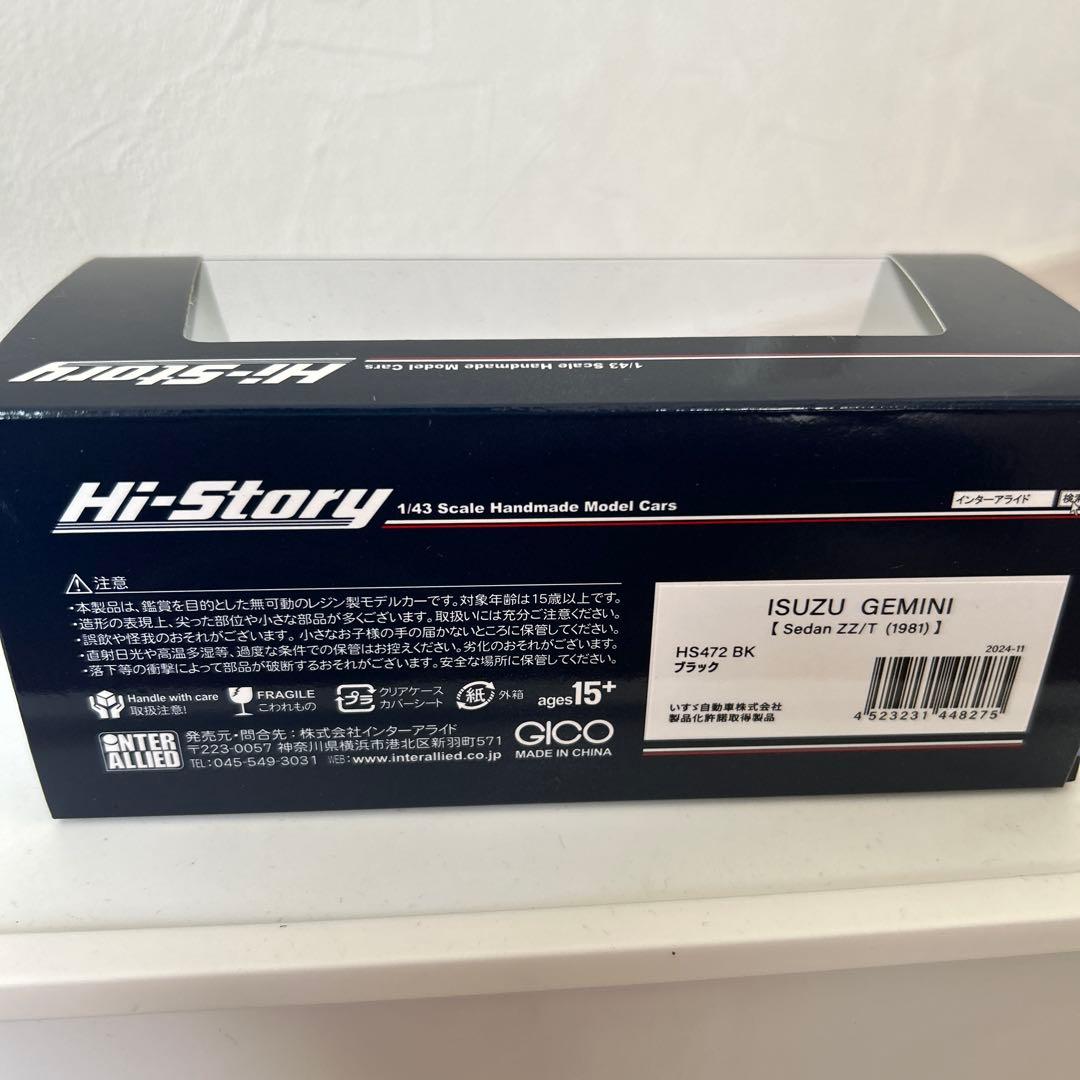 Hi-Story
1/43 Scale Handmade Model Cars
Hi-Story
1/43 Scale Handmade Model Cars
インターアライド
検索
注意
・本製品は、鑑賞を目的とした無可動のレジン製モデルカーです。対象年齢は15歳以上です。
・造形の表現上、尖った部位や小さな部品が多くございます。取扱いには充分ご注意ください。
・誤飲や怪我のおそれがございます。小さなお子様の手の届かないところに保管してください。
・直射日光や高温多湿等、過度な条件での保管はお控えください。劣化のおそれがございます。
・落下等の衝撃によって部品が破断するおそれがございます。安全な場所に保管してください。
Handle with care
取扱注意!
FRAGILE
こわれもの
プラ
クリアケース
カバーシート
紙
外箱
ages15+
INTER
ALLIED
発売元・問合先:株式会社インターアライド
〒223-0057 神奈川県横浜市港北区新羽町571
TEL:045-549-3031 WEB:www.interallied.co.jp
GICO
MADE IN CHINA
ISUZU GEMINI
【 Sedan ZZ/T (1981) 】
HS472 BK
ブラック
2024-11
いすゞ自動車株式会社
製品化許諾取得製品
4 523231 448275